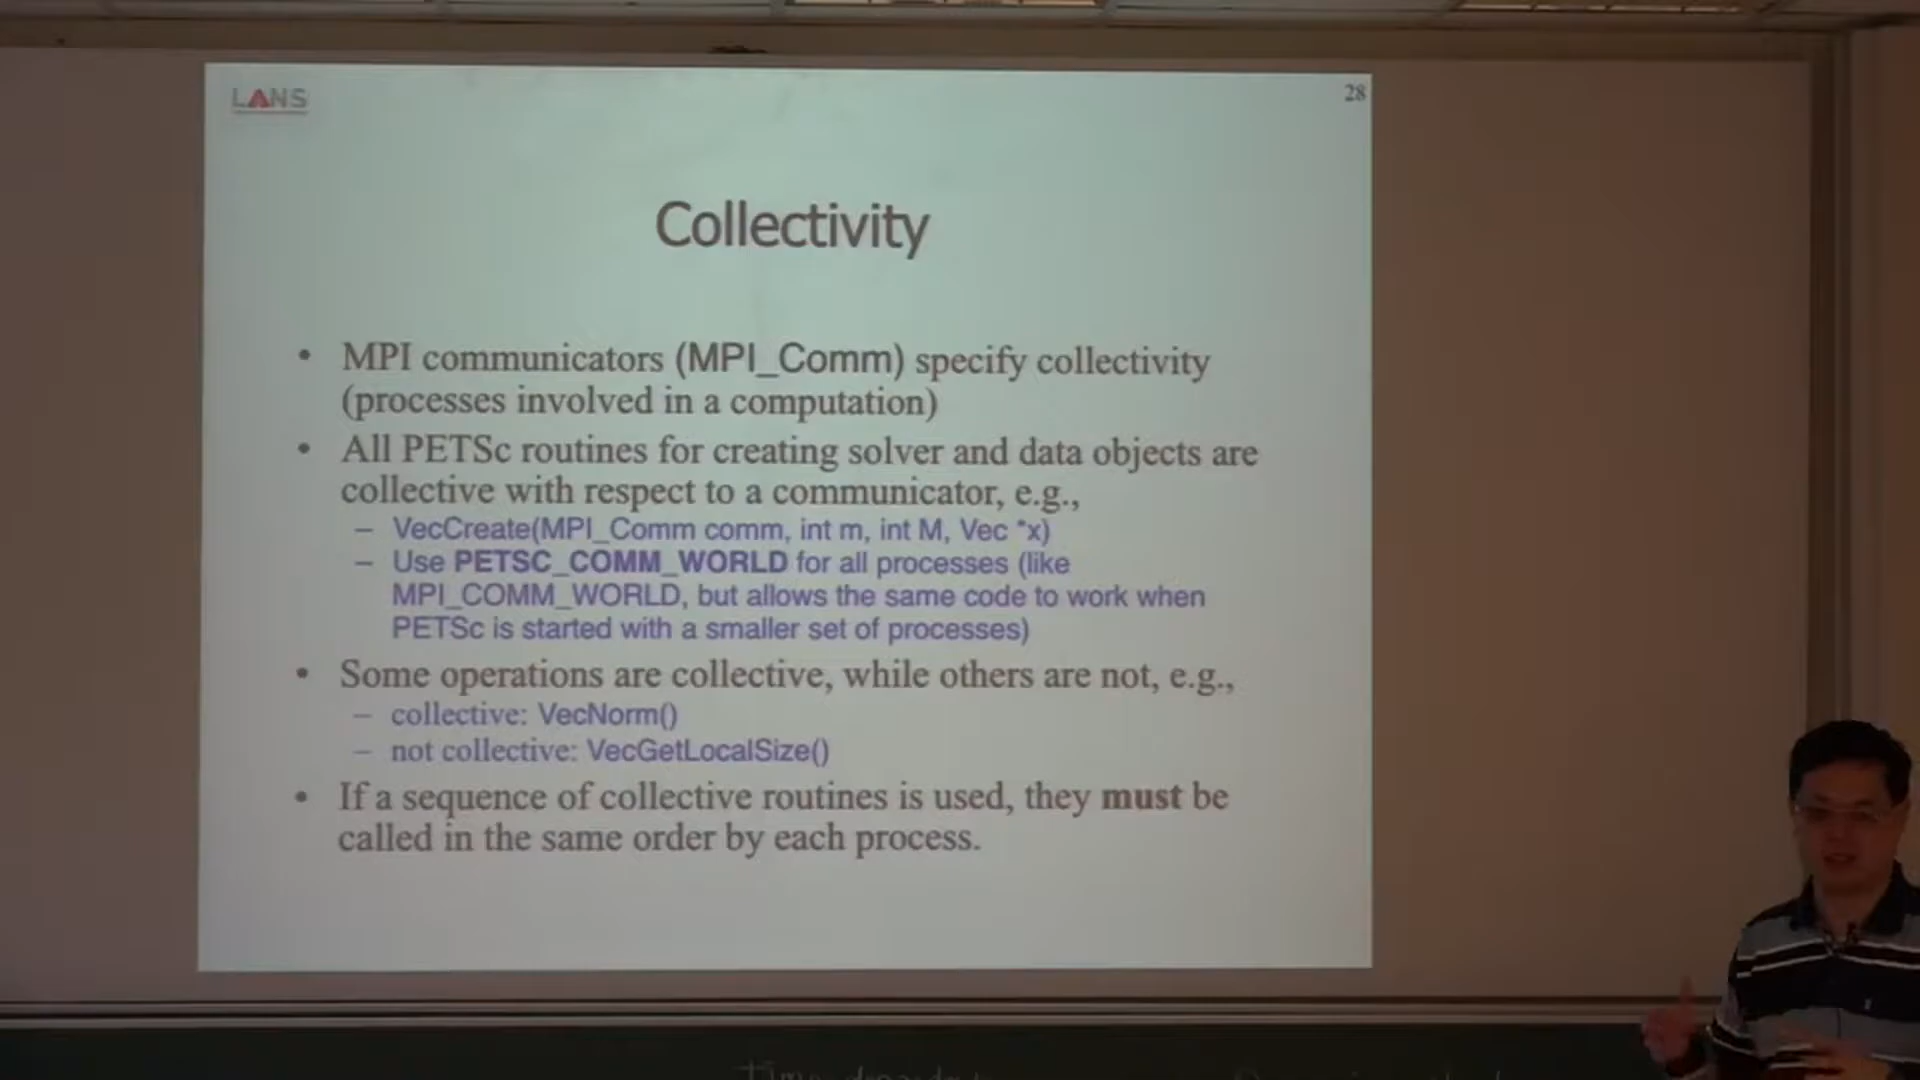 LANS
28
Collectivity
• MPI communicators (MPI_Comm) specify collectivity
(processes involved in a computation)
• All PETSc routines for creating solver and data objects are
collective with respect to a communicator, e.g.,
– VecCreate(MPI_Comm comm, int m, int M, Vec *x)
– Use PETSC_COMM_WORLD for all processes (like
MPI_COMM_WORLD, but allows the same code to work when
PETSc is started with a smaller set of processes)
• Some operations are collective, while others are not, e.g.,
– collective: VecNorm()
– not collective: VecGetLocalSize()
• If a sequence of collective routines is used, they must be
called in the same order by each process.